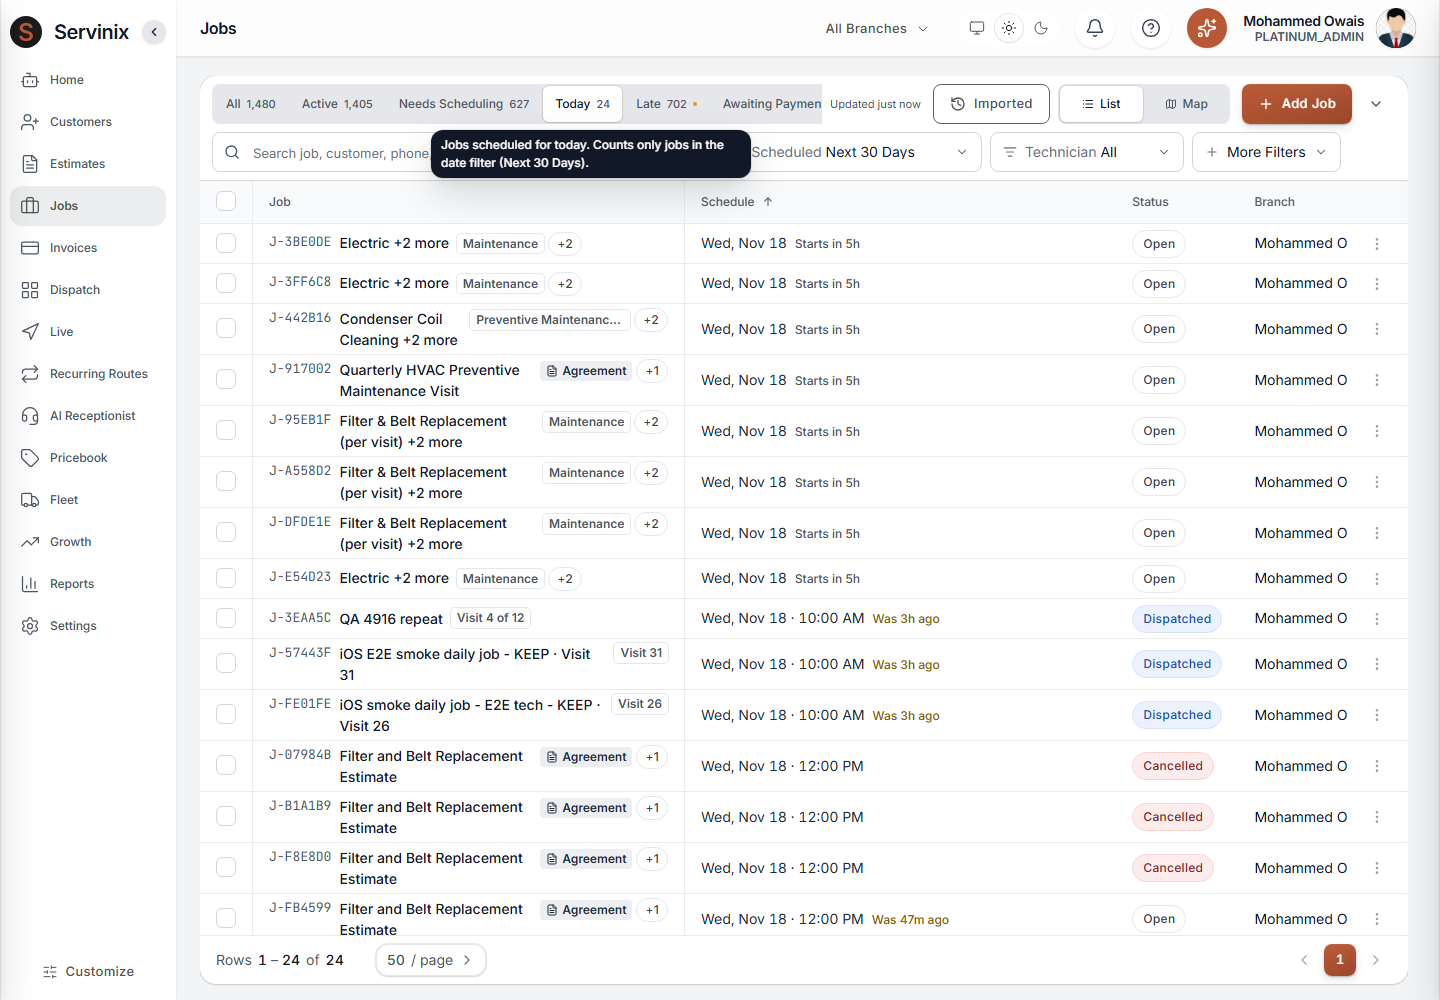 S Servinix
Jobs
All Branches
Mohammed Owais
PLATINUM_ADMIN
Home
Customers
Estimates
Jobs
Invoices
Dispatch
Live
Recurring Routes
AI Receptionist
Pricebook
Fleet
Growth
Reports
Settings
Customize
All 1,480 Active 1,405 Needs Scheduling 627 Today 24 Late 702 Awaiting Paymen
Updated just now
Imported
List Map
+ Add Job
Search job, customer, phone,
Jobs scheduled for today. Counts only jobs in the
date filter (Next 30 Days).
Scheduled Next 30 Days
Technician All
+ More Filters
Job Schedule ↑ Status Branch
J-3BE0DE Electric +2 more Maintenance +2 Wed, Nov 18 Starts in 5h Open Mohammed O
J-3FF6C8 Electric +2 more Maintenance +2 Wed, Nov 18 Starts in 5h Open Mohammed O
J-442B16 Condenser Coil Preventive Maintenanc... +2 Wed, Nov 18 Starts in 5h Open Mohammed O
Cleaning +2 more
J-917002 Quarterly HVAC Preventive Agreement +1 Wed, Nov 18 Starts in 5h Open Mohammed O
Maintenance Visit
J-95EB1F Filter & Belt Replacement Maintenance +2 Wed, Nov 18 Starts in 5h Open Mohammed O
(per visit) +2 more
J-A558D2 Filter & Belt Replacement Maintenance +2 Wed, Nov 18 Starts in 5h Open Mohammed O
(per visit) +2 more
J-DFDE1E Filter & Belt Replacement Maintenance +2 Wed, Nov 18 Starts in 5h Open Mohammed O
(per visit) +2 more
J-E54D23 Electric +2 more Maintenance +2 Wed, Nov 18 Starts in 5h Open Mohammed O
J-3EAA5C QA 4916 repeat Visit 4 of 12 Wed, Nov 18 · 10:00 AM Was 3h ago Dispatched Mohammed O
J-57443F iOS E2E smoke daily job - KEEP · Visit Visit 31 Wed, Nov 18 · 10:00 AM Was 3h ago Dispatched Mohammed O
31
J-FE01FE iOS smoke daily job - E2E tech - KEEP · Visit 26 Wed, Nov 18 · 10:00 AM Was 3h ago Dispatched Mohammed O
Visit 26
J-07984B Filter and Belt Replacement Agreement +1 Wed, Nov 18 · 12:00 PM Cancelled Mohammed O
Estimate
J-B1A1B9 Filter and Belt Replacement Agreement +1 Wed, Nov 18 · 12:00 PM Cancelled Mohammed O
Estimate
J-F8E8D0 Filter and Belt Replacement Agreement +1 Wed, Nov 18 · 12:00 PM Cancelled Mohammed O
Estimate
J-FB4599 Filter and Belt Replacement Agreement +1 Wed, Nov 18 · 12:00 PM Was 47m ago Open Mohammed O
Estimate
Rows 1 – 24 of 24
50 / page
1